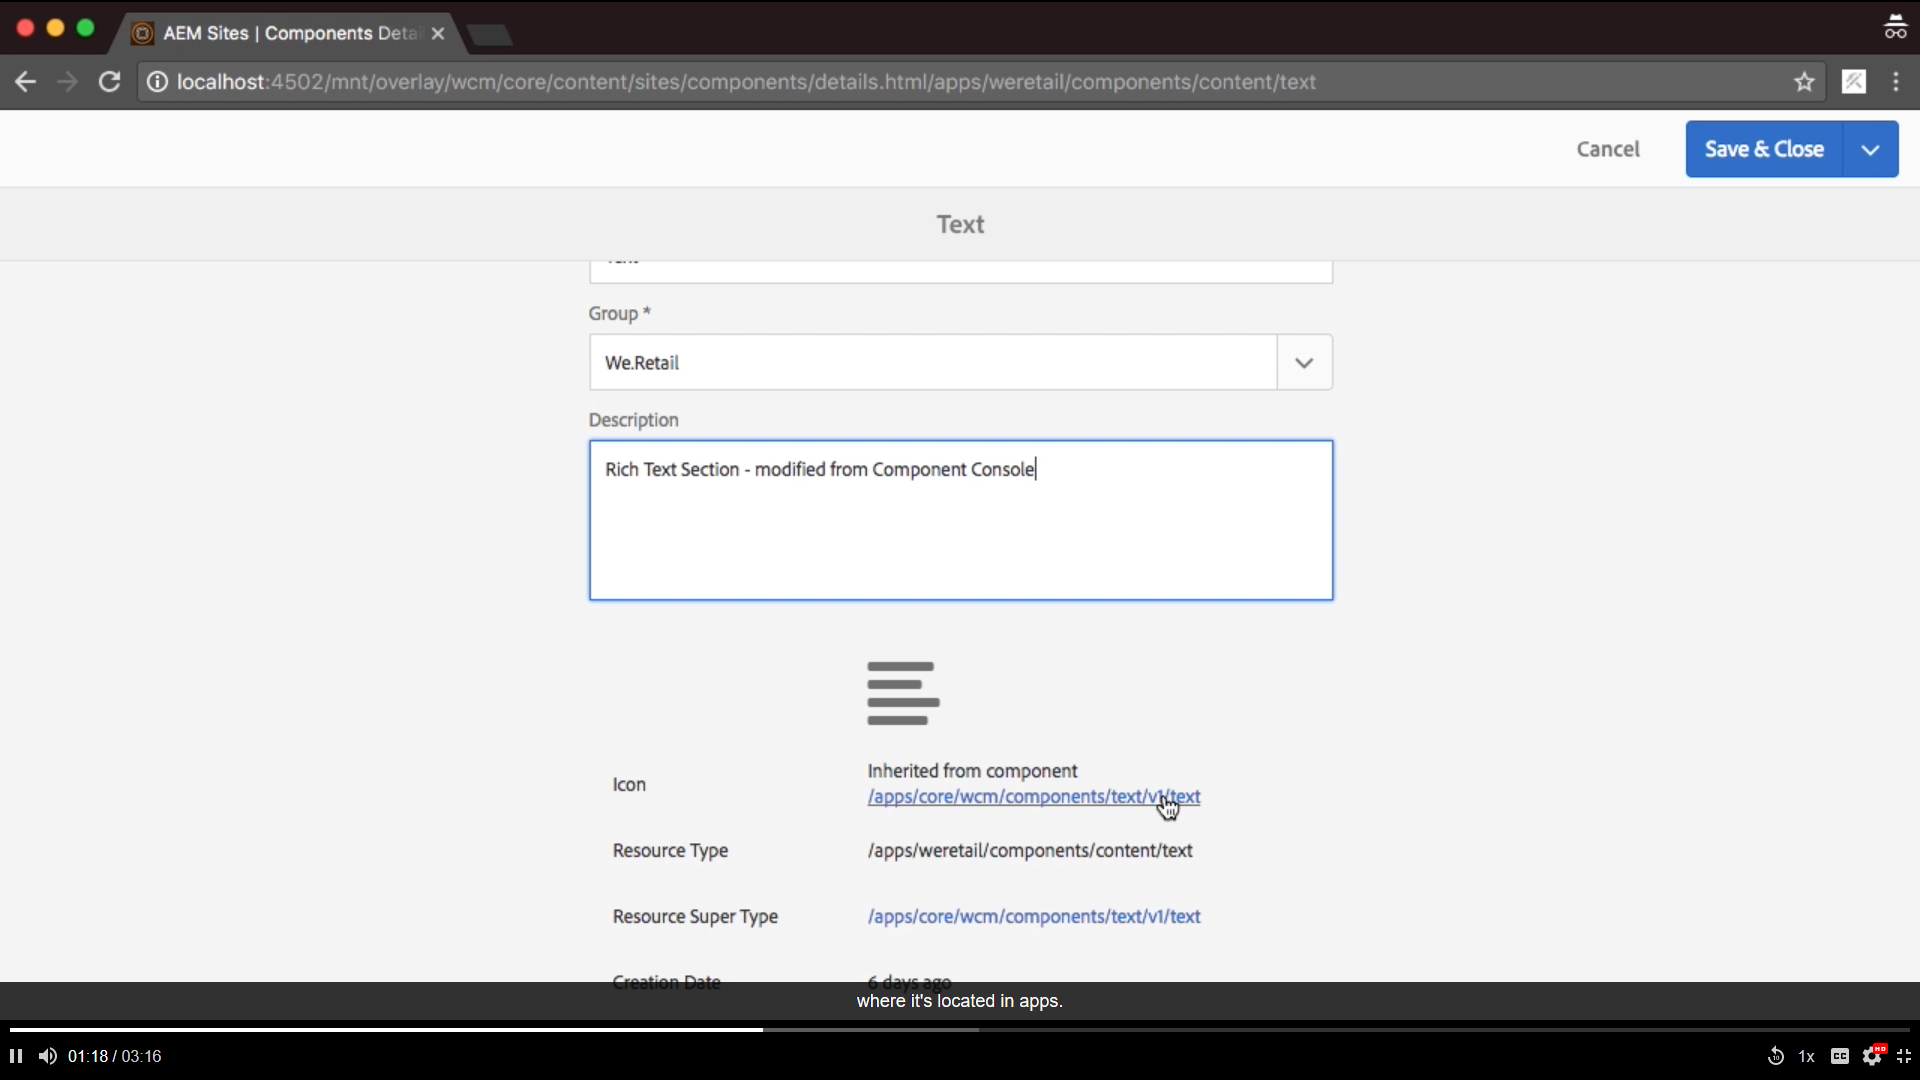 AEM Sites | Components Detai
localhost:4502/mnt/overlay/wcm/core/content/sites/components/details.html/apps/weretail/components/content/text
Cancel
Save & Close
Text
Group *
We.Retail
Description
Rich Text Section - modified from Component Console
Icon
Inherited from component
/apps/core/wcm/components/text/v1/text
Resource Type
/apps/weretail/components/content/text
Resource Super Type
/apps/core/wcm/components/text/v1/text
Creation Date
6 days ago
where it's located in apps.
01:18 / 03:16
10
1x
CC
HD